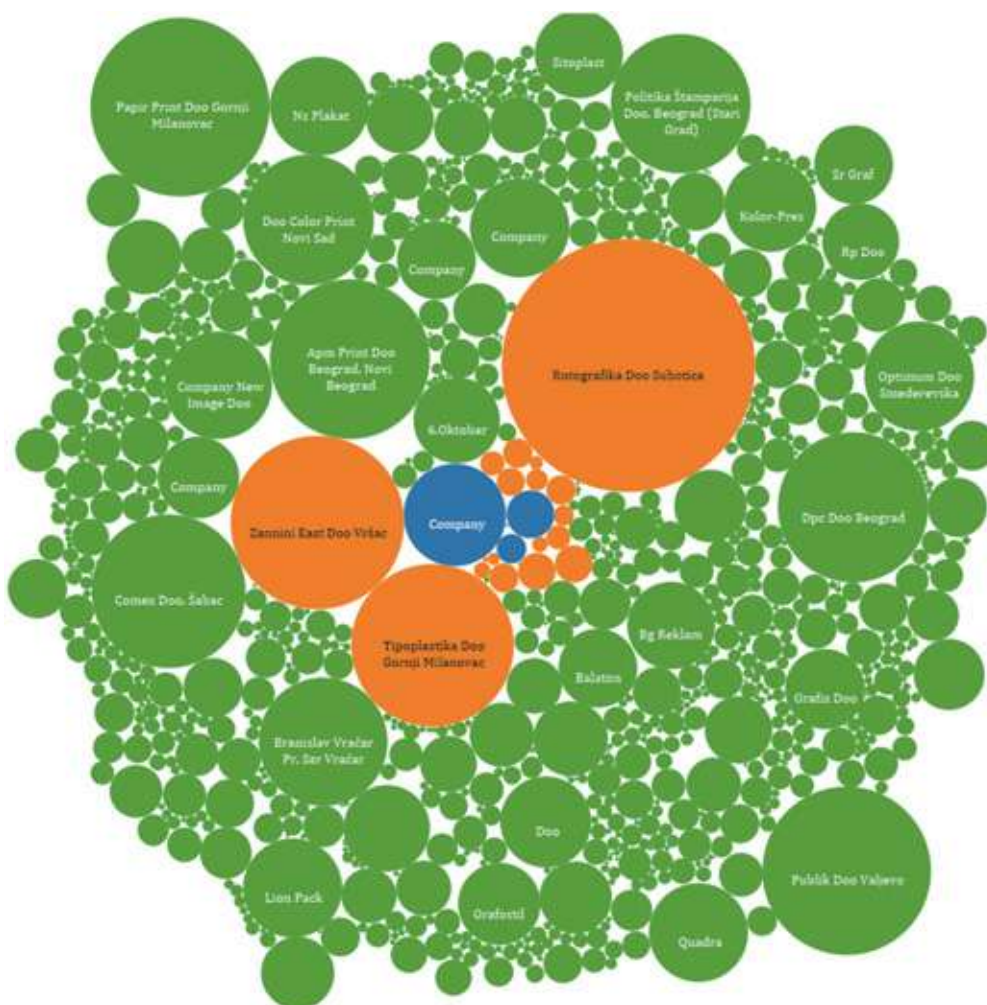 Sitoplast
Papir Print Doo Gornji
Milanovac
Ns Plakat
Politika Štamparija
Doo. Beograd (Stari
Grad)
Sr Graf
Doo Color Print
Novi Sad
Company
Kolor-Pres
Rp Doo
Company
Apm Print Doo
Beograd, Novi
Beograd
Rotografika Doo Subotica
Company New
Image Doo
Optimum Doo
Smederevska
6.Oktobar
Company
Zannini East Doo Vršac
Company
Dpc Doo Beograd
Comex Doo. Šabac
Tipoplastika Doo
Gornji Milanovac
Bg Reklam
Balaton
Grafix Doo
Branislav Vračar
Pr. Szr Vračar
Doo
Publik Doo Valjevo
Lion Pack
Grafostil
Quadra